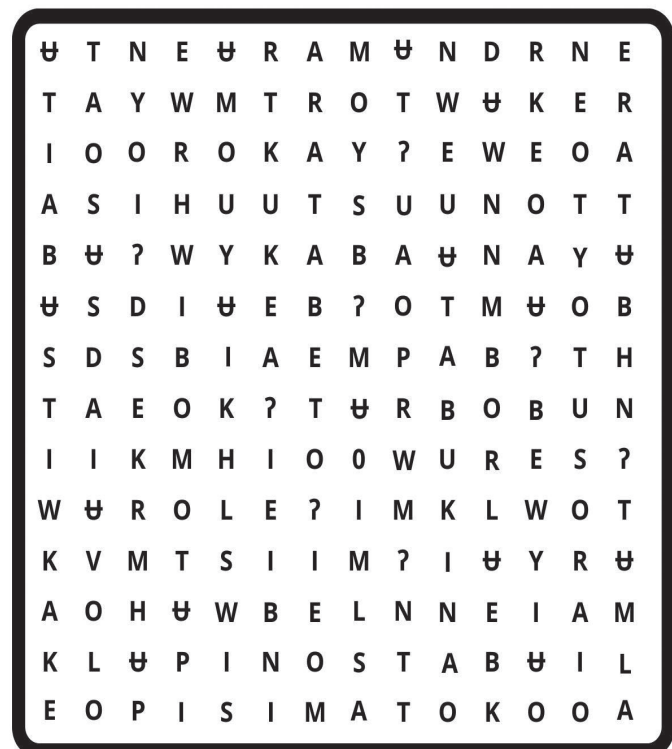 Ʉ T N E Ʉ R A M Ʉ N D R N E
T A Y W M T R O T W Ʉ K E R
I O O R O K A Y ʔ E W E O A
A S I H U U T S U U N O T T
B Ʉ ʔ W Y K A B A Ʉ N A Y Ʉ
Ʉ S D I Ʉ E B ʔ O T M Ʉ O B
S D S B I A E M P A B ʔ T H
T A E O K ʔ T Ʉ R B O B U N
I I K M H I O 0 W U R E S ʔ
W Ʉ R O L E ʔ I M K L W O T
K V M T S I I M ʔ I Ʉ Y R Ʉ
A O H Ʉ W B E L N N E I A M
K L Ʉ P I N O S T A B Ʉ I L
E O P I S I M A T O K O O A